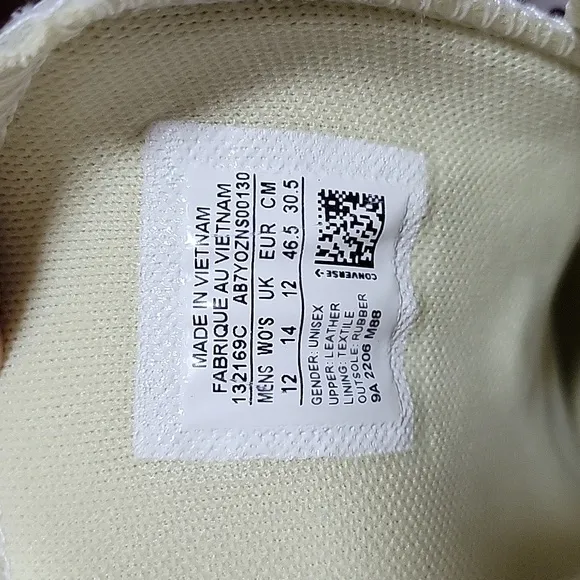 MADE IN VIETNAM
FABRIQUE AU VIETNAM
132169C AB7YOZNS00130
MENS WO'S UK EUR CM
12 14 12 46.5 30.5
GENDER: UNISEX
UPPER: LEATHER
LINING: TEXTILE
OUTSOLE: RUBBER
9A 2206 M88
CONVERSE